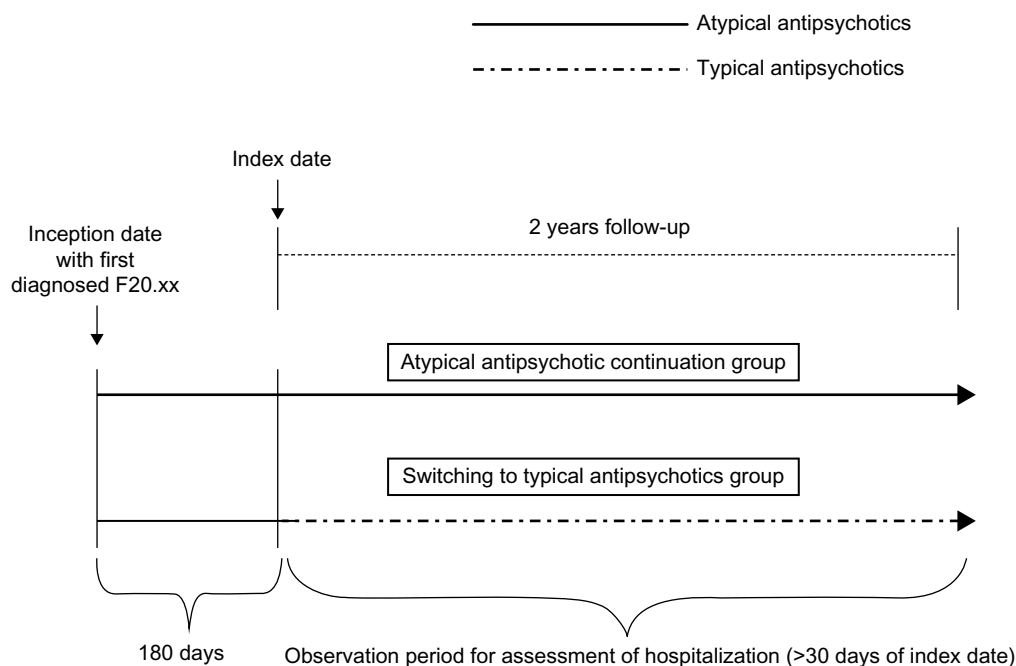 Atypical antipsychotics
Typical antipsychotics
Index date
2 years follow-up
Inception date
with first
diagnosed F20.xx
Atypical antipsychotic continuation group
Switching to typical antipsychotics group
180 days
Observation period for assessment of hospitalization (>30 days of index date)